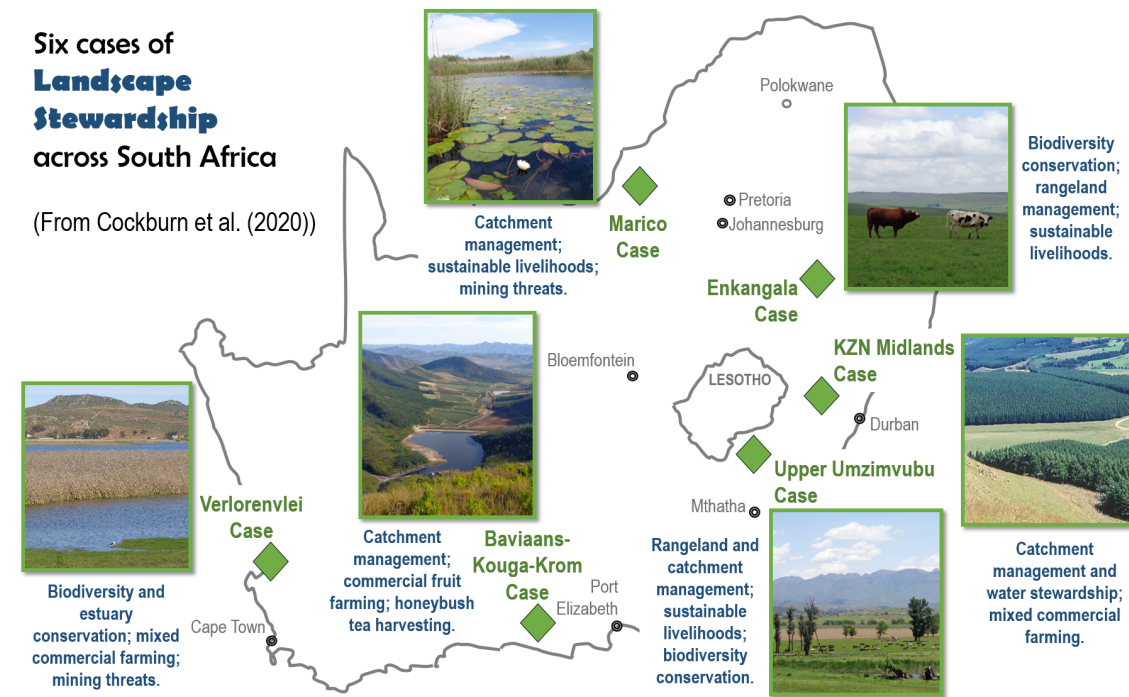 Six cases of
Landscape
Stewardship
across South Africa
(From Cockburn et al. (2020))
Polokwane
Pretoria
Johannesburg
Marico
Case
Catchment
management;
sustainable livelihoods;
mining threats.
Biodiversity
conservation;
rangeland
management;
sustainable
livelihoods.
Enkangala
Case
KZN Midlands
Case
Bloemfontein
LESOTHO
Durban
Upper Umzimvubu
Case
Mthatha
Verlorenvlei
Case
Baviaans-
Kouga-Krom
Case
Port
Elizabeth
Cape Town
Catchment
management;
commercial fruit
farming; honeybush
tea harvesting.
Rangeland and
catchment
management;
sustainable
livelihoods;
biodiversity
conservation.
Catchment
management and
water stewardship;
mixed commercial
farming.
Biodiversity and
estuary
conservation; mixed
commercial farming;
mining threats.